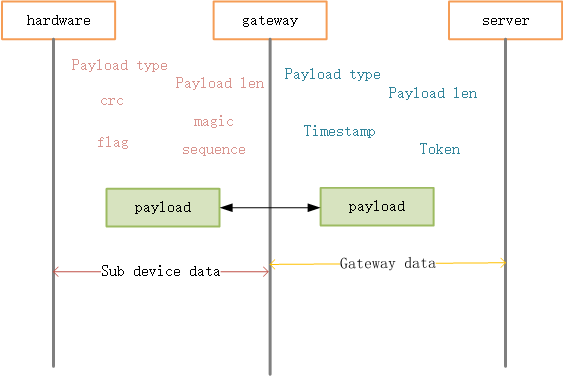 hardware
gateway
server
Payload type
Payload len
crc
magic
flag
sequence
Payload type
Payload len
Timestamp
Token
payload
payload
Sub device data
Gateway data